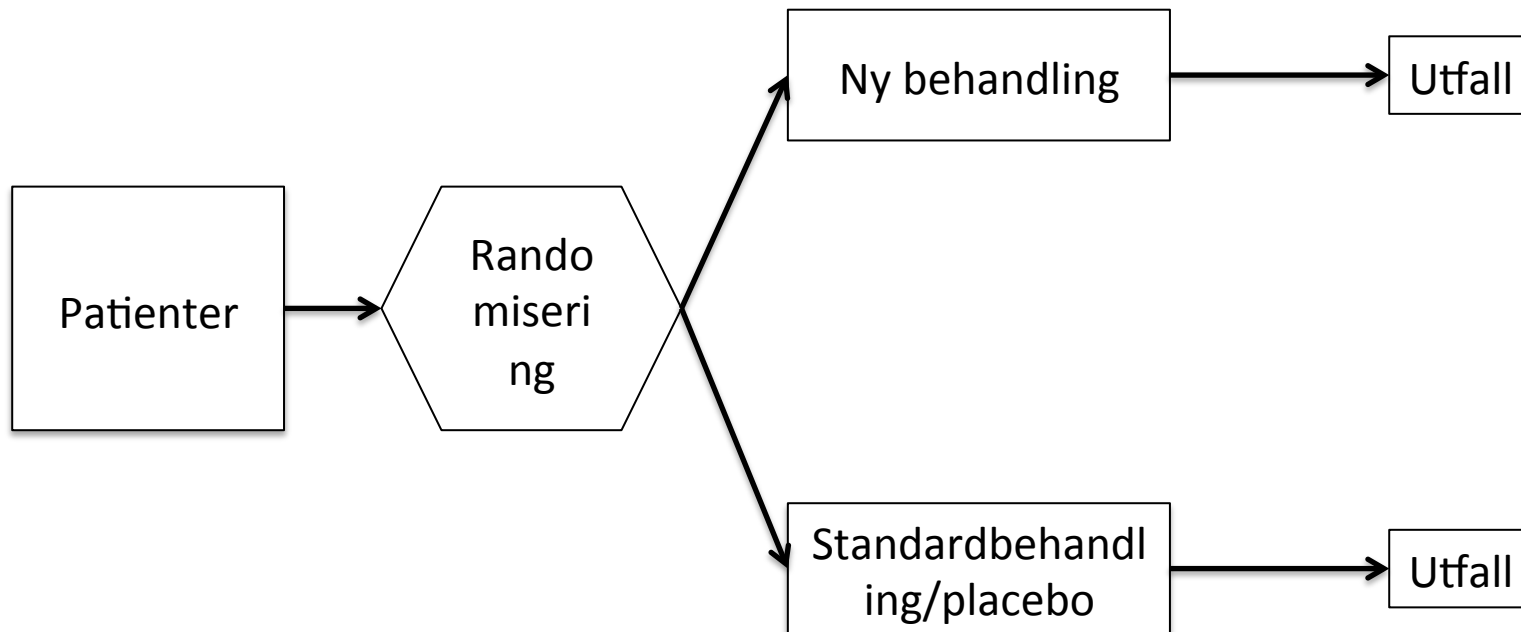 Patienter
Rando
miseri
ng
Ny behandling
Utfall
Standardbehandl
ing/placebo
Utfall